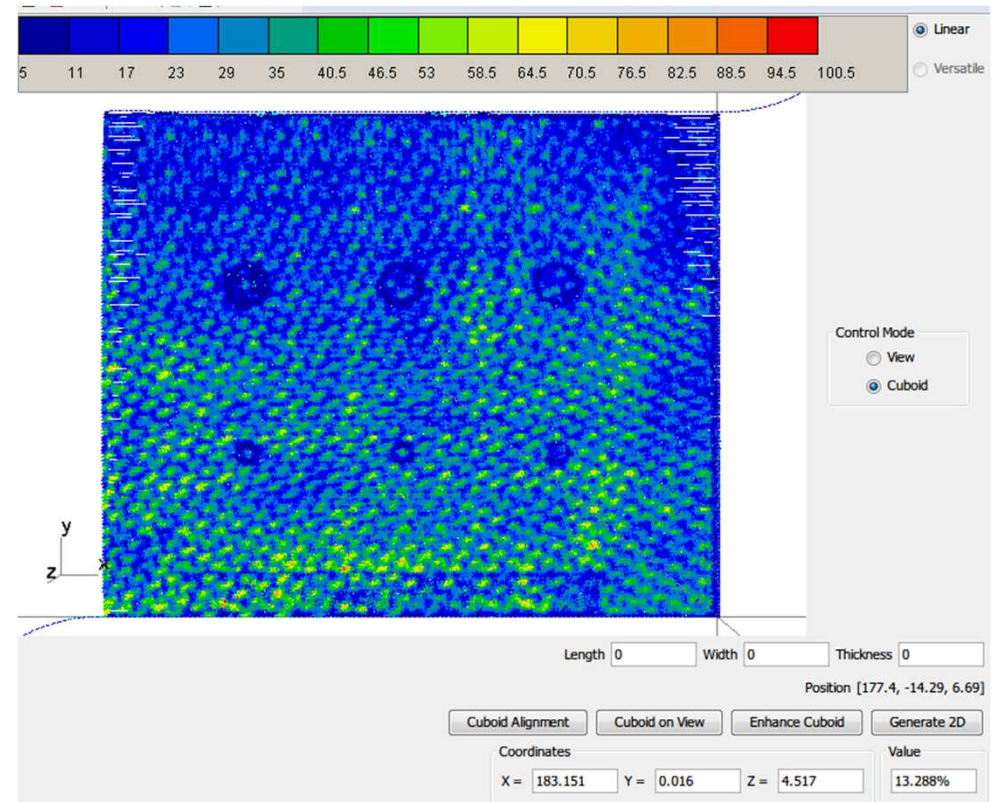 Linear
5 11 17 23 29 35 40.5 46.5 53 58.5 64.5 70.5 76.5 82.5 88.5 94.5 100.5
Versatile
Control Mode
View
Cuboid
y
x
z
Length 0 Width 0 Thickness 0
Position [177.4, -14.29, 6.69]
Cuboid Alignment Cuboid on View Enhance Cuboid Generate 2D
Coordinates Value
X = 183.151 Y = 0.016 Z = 4.517 13.288%